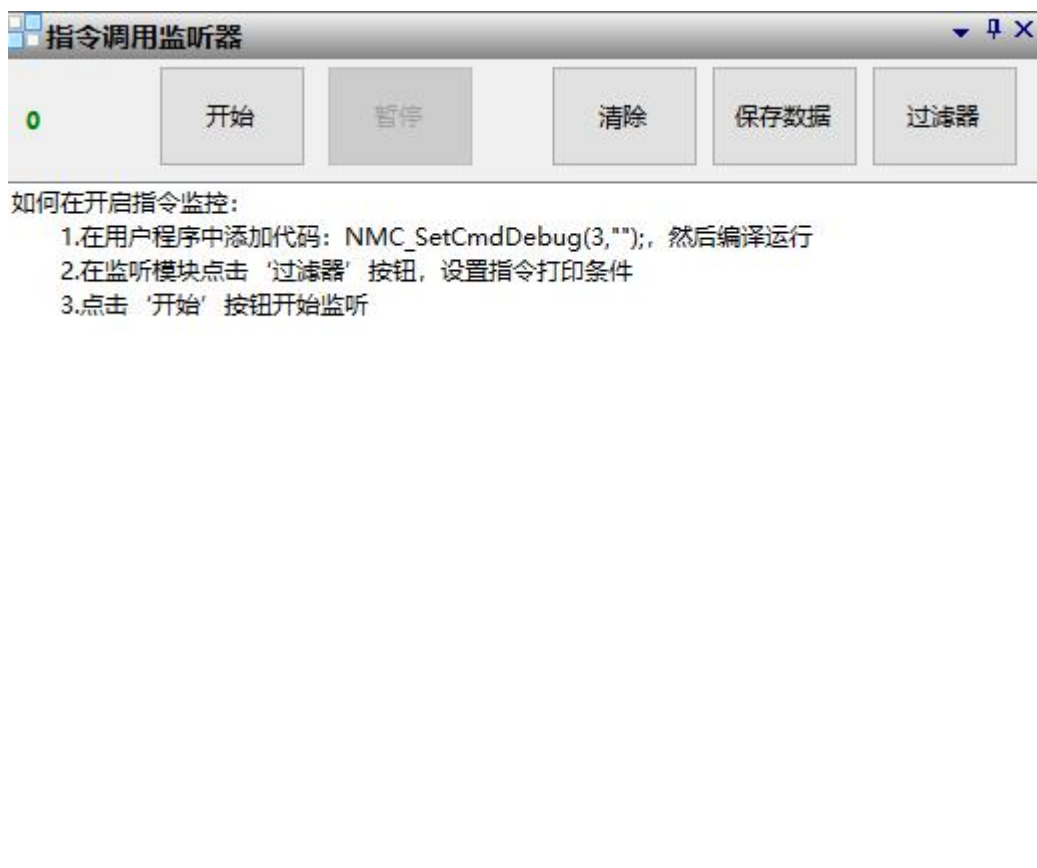 指令调用监听器
0 开始 暂停 清除 保存数据 过滤器
如何在开启指令监控：
1.在用户程序中添加代码：NMC_SetCmdDebug(3,"");，然后编译运行
2.在监听模块点击‘过滤器’按钮，设置指令打印条件
3.点击‘开始’按钮开始监听